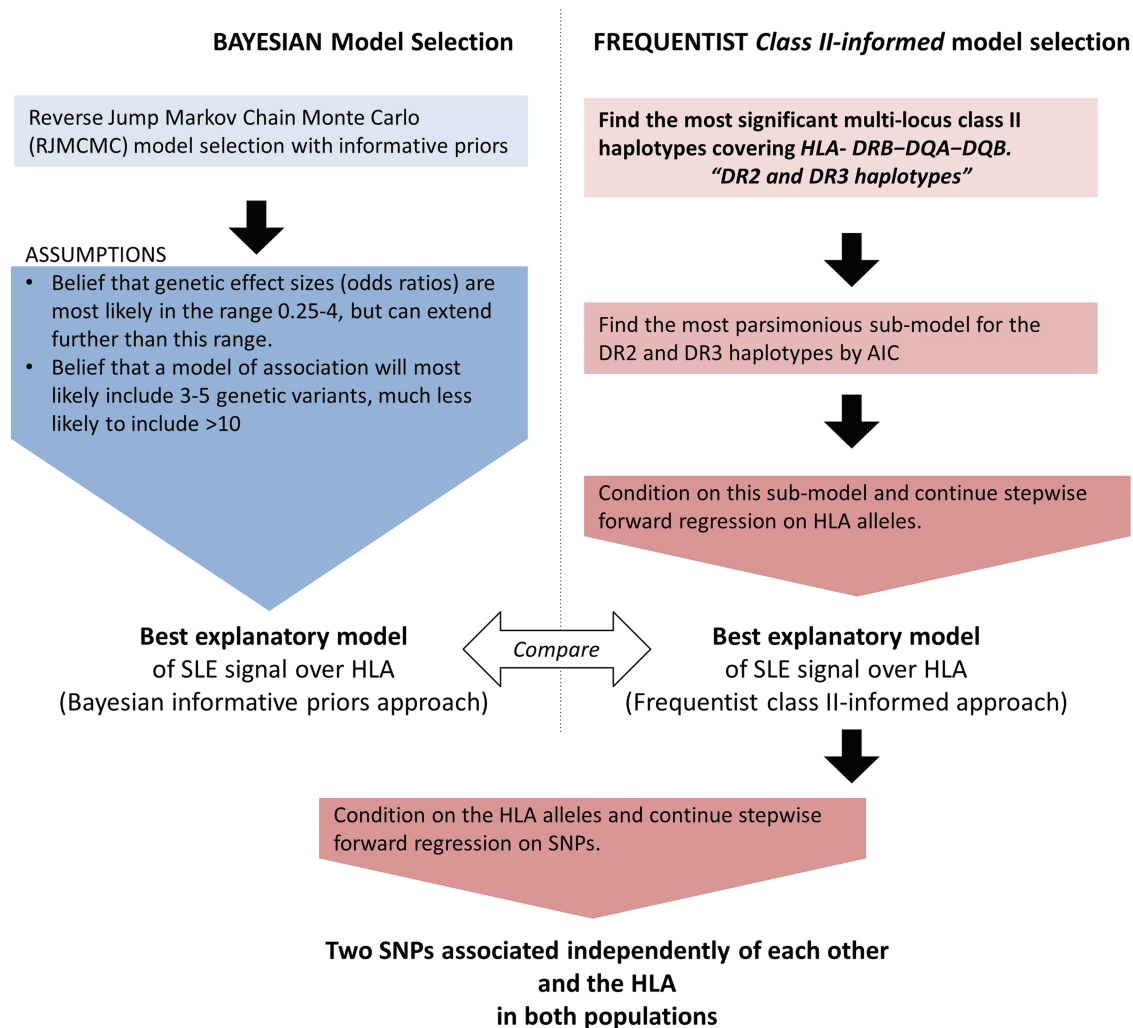 BAYESIAN Model Selection
Reverse Jump Markov Chain Monte Carlo
(RJMCMC) model selection with informative priors
ASSUMPTIONS
• Belief that genetic effect sizes (odds ratios) are
most likely in the range 0.25-4, but can extend
further than this range.
• Belief that a model of association will most
likely include 3-5 genetic variants, much less
likely to include >10
Best explanatory model
of SLE signal over HLA
(Bayesian informative priors approach)
Compare
FREQUENTIST Class II-informed model selection
Find the most significant multi-locus class II
haplotypes covering HLA- DRB−DQA−DQB.
“DR2 and DR3 haplotypes”
Find the most parsimonious sub-model for the
DR2 and DR3 haplotypes by AIC
Condition on this sub-model and continue stepwise
forward regression on HLA alleles.
Best explanatory model
of SLE signal over HLA
(Frequentist class II-informed approach)
Condition on the HLA alleles and continue stepwise
forward regression on SNPs.
Two SNPs associated independently of each other
and the HLA
in both populations